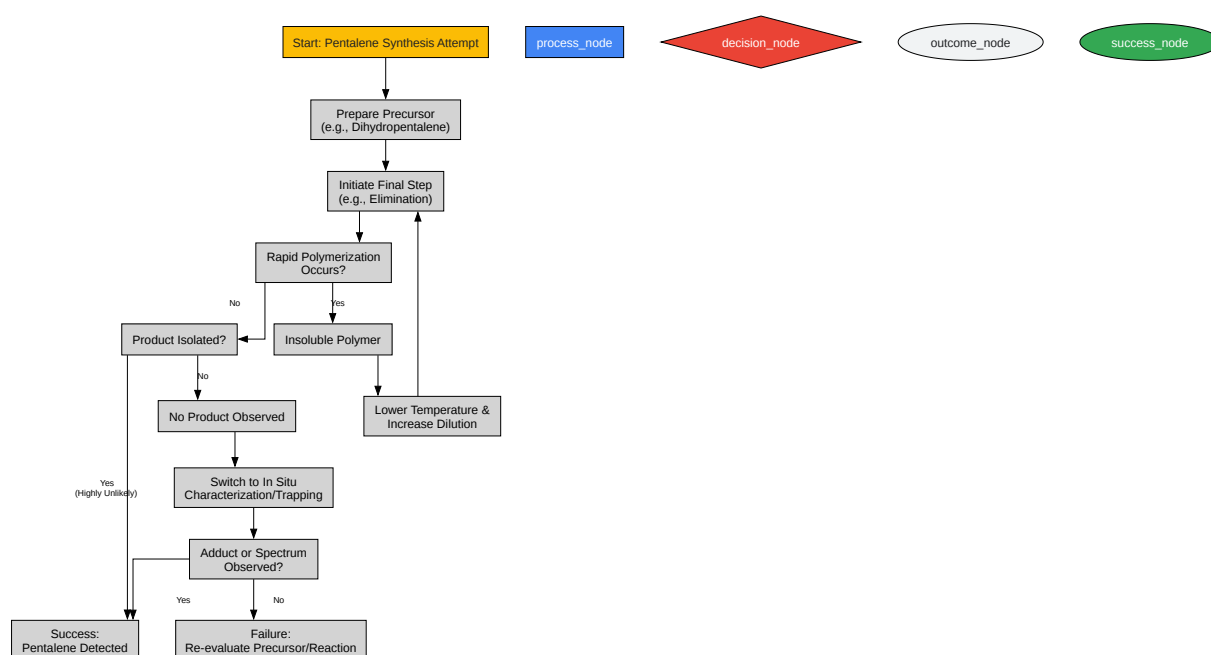 Start: Pentalene Synthesis Attempt
process_node
decision_node
outcome_node
success_node
Prepare Precursor
(e.g., Dihydropentalene)
Initiate Final Step
(e.g., Elimination)
Rapid Polymerization
Occurs?
No
Yes
Product Isolated?
Insoluble Polymer
No
No Product Observed
Lower Temperature &
Increase Dilution
Yes
(Highly Unlikely)
Switch to In Situ
Characterization/Trapping
Adduct or Spectrum
Observed?
Yes
No
Success:
Pentalene Detected
Failure:
Re-evaluate Precursor/Reaction